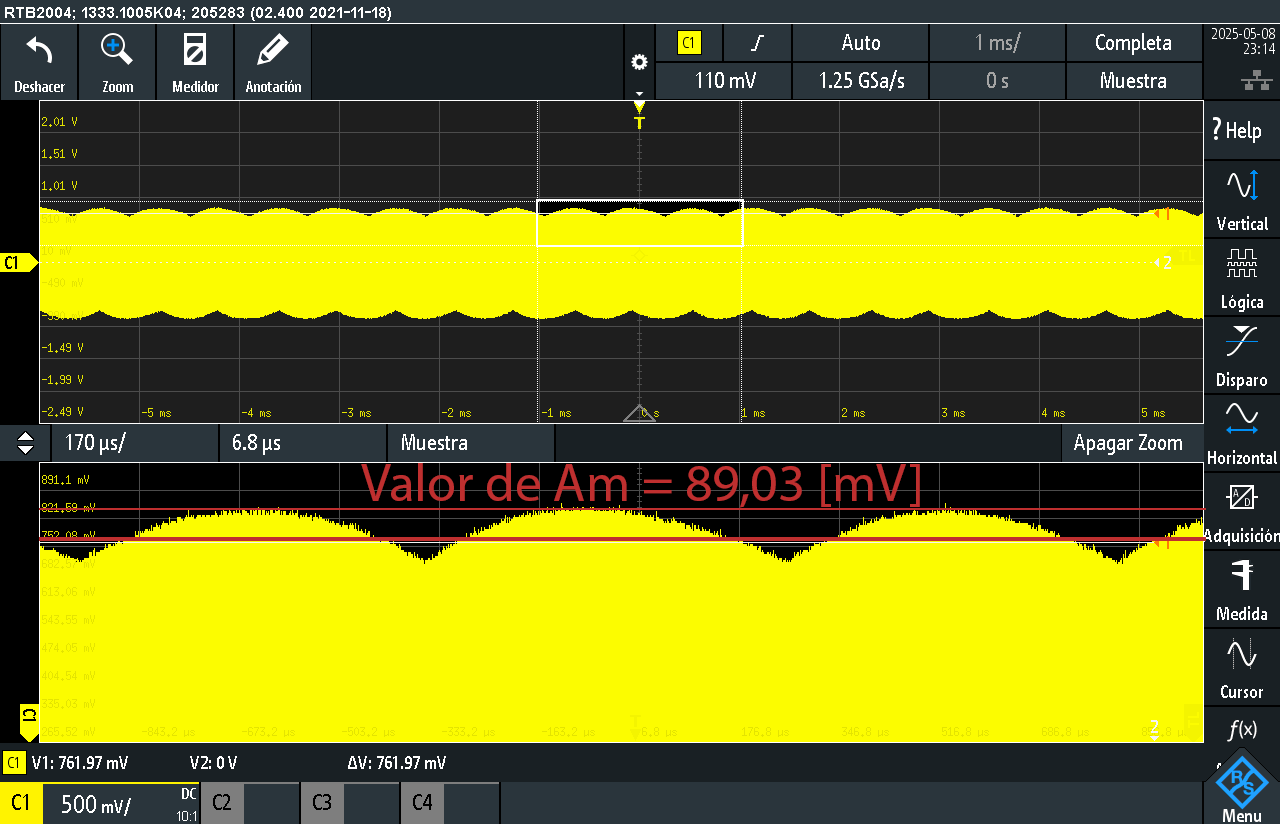 RTB2004; 1333.1005K04; 205283 (02.400 2021-11-18)
Deshacer
Zoom
Medidor
Anotación
C1
Auto
1 ms/
Completa
110 mV
1.25 GSa/s
0 s
Muestra
2025-05-08
23:14
T
2.01 V
1.51 V
1.01 V
510 mV
10 mV
-490 mV
-990 mV
-1.49 V
-1.99 V
-2.49 V
C1
1
2
TL
-5 ms
-4 ms
-3 ms
-2 ms
-1 ms
0 s
1 ms
2 ms
3 ms
4 ms
5 ms
? Help
Vertical
Lógica
Disparo
Horizontal
Adquisición
Medida
Cursor
f(x)
Menu
170 µs/
6.8 µs
Muestra
Apagar Zoom
Valor de Am = 89,03 [mV]
891.1 mV
821.59 mV
752.08 mV
682.57 mV
613.06 mV
543.55 mV
474.05 mV
404.54 mV
335.03 mV
265.52 mV
1
C1
-843.2 µs
-673.2 µs
-503.2 µs
-333.2 µs
-163.2 µs
6.8 µs
176.8 µs
346.8 µs
516.8 µs
686.8 µs
2
C1
V1: 761.97 mV
V2: 0 V
ΔV: 761.97 mV
C1
500 mV/
DC
10:1
C2
C3
C4
R&S